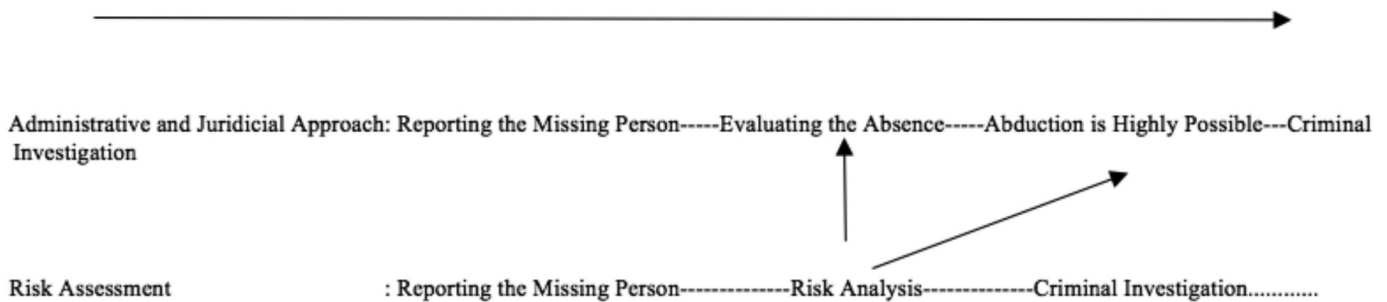 Administrative and Juridicial Approach: Reporting the Missing Person-----Evaluating the Absence-----Abduction is Highly Possible---Criminal
Investigation
Risk Assessment : Reporting the Missing Person--------------Risk Analysis--------------Criminal Investigation............